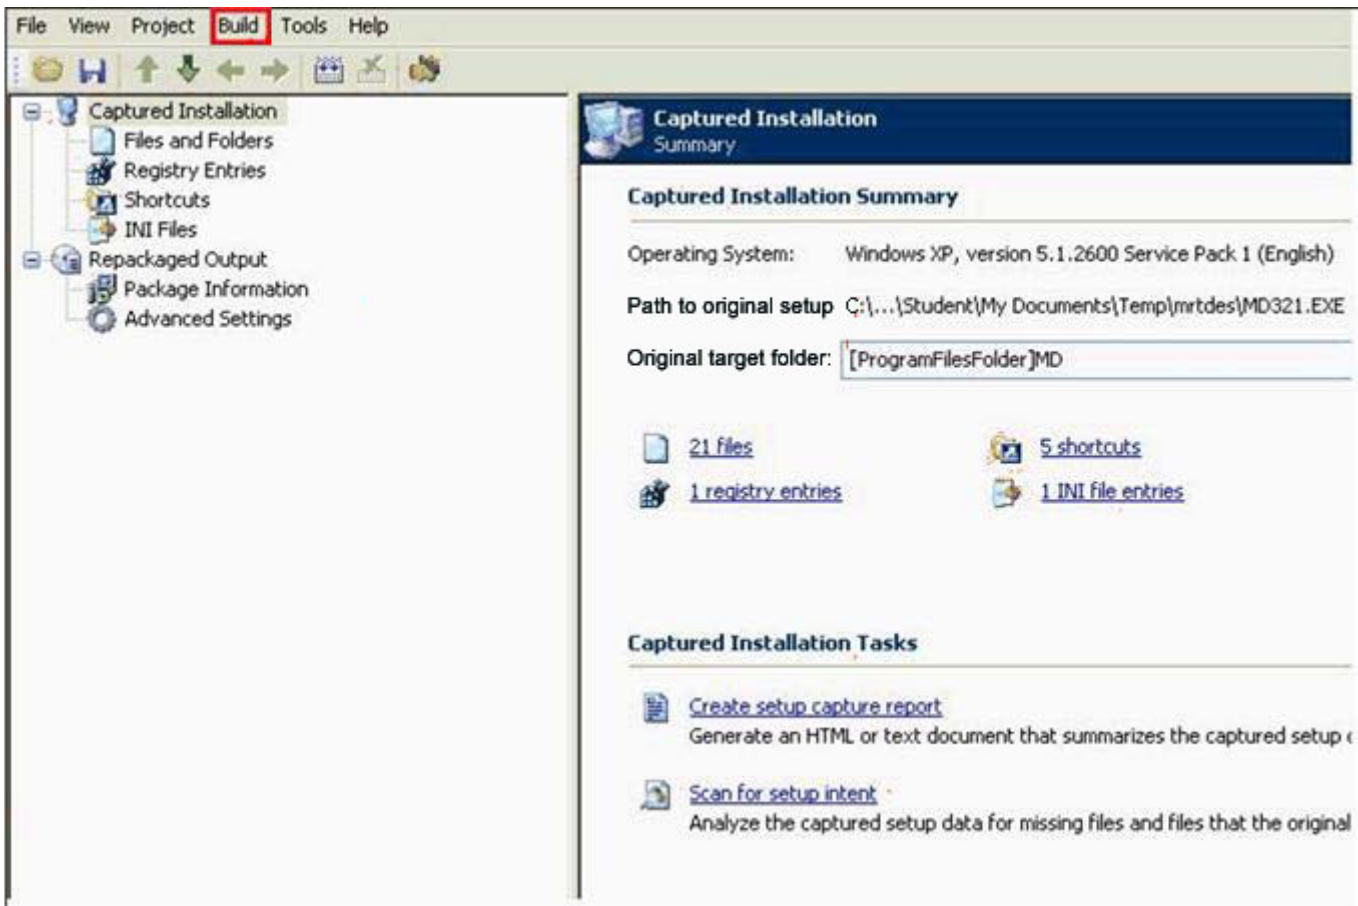 File View Project Build Tools Help
Captured Installation
Files and Folders
Registry Entries
Shortcuts
INI Files
Repackaged Output
Package Information
Advanced Settings
Captured Installation
Summary
Captured Installation Summary
Operating System: Windows XP, version 5.1.2600 Service Pack 1 (English)
Path to original setup C:\...\Student\My Documents\Temp\mrtdes\MD321.EXE
Original target folder: [ProgramFilesFolder]MD
21 files 5 shortcuts
1 registry entries 1 INI file entries
Captured Installation Tasks
Create setup capture report
Generate an HTML or text document that summarizes the captured setup
Scan for setup intent
Analyze the captured setup data for missing files and files that the original